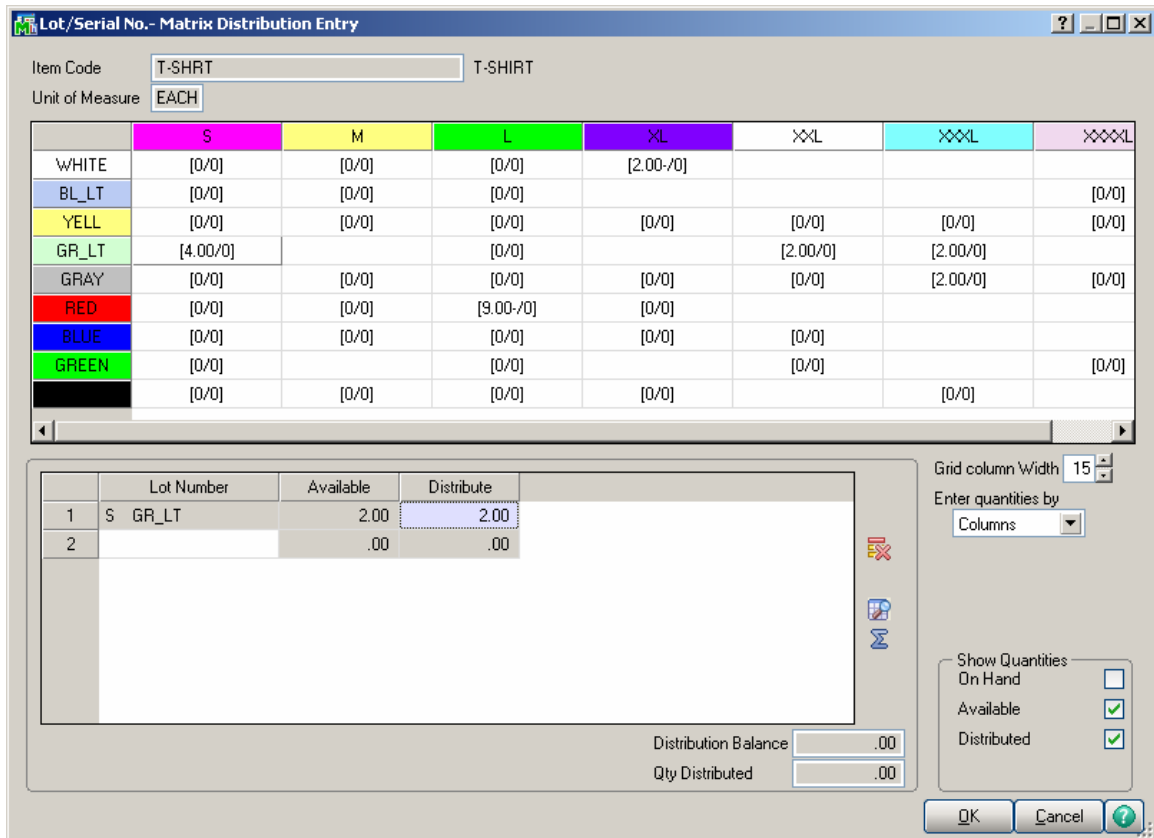 Lot/Serial No.- Matrix Distribution Entry
Item Code T-SHRT T-SHIRT
Unit of Measure EACH
S M L XL XXL XXXL XXXXL
WHITE [0/0] [0/0] [0/0] [2.00-/0]
BL_LT [0/0] [0/0] [0/0] [0/0]
YELL [0/0] [0/0] [0/0] [0/0] [0/0] [0/0] [0/0]
GR_LT [4.00/0] [0/0] [2.00/0] [2.00/0]
GRAY [0/0] [0/0] [0/0] [0/0] [0/0] [2.00/0] [0/0]
RED [0/0] [0/0] [9.00-/0] [0/0]
BLUE [0/0] [0/0] [0/0] [0/0] [0/0]
GREEN [0/0] [0/0] [0/0] [0/0]
[0/0] [0/0] [0/0] [0/0] [0/0]
Grid column Width 15
Enter quantities by
Columns
Lot Number Available Distribute
1 S GR_LT 2.00 2.00
2 .00 .00
Show Quantities
On Hand
Available
Distributed
Distribution Balance .00
Qty Distributed .00
OK Cancel